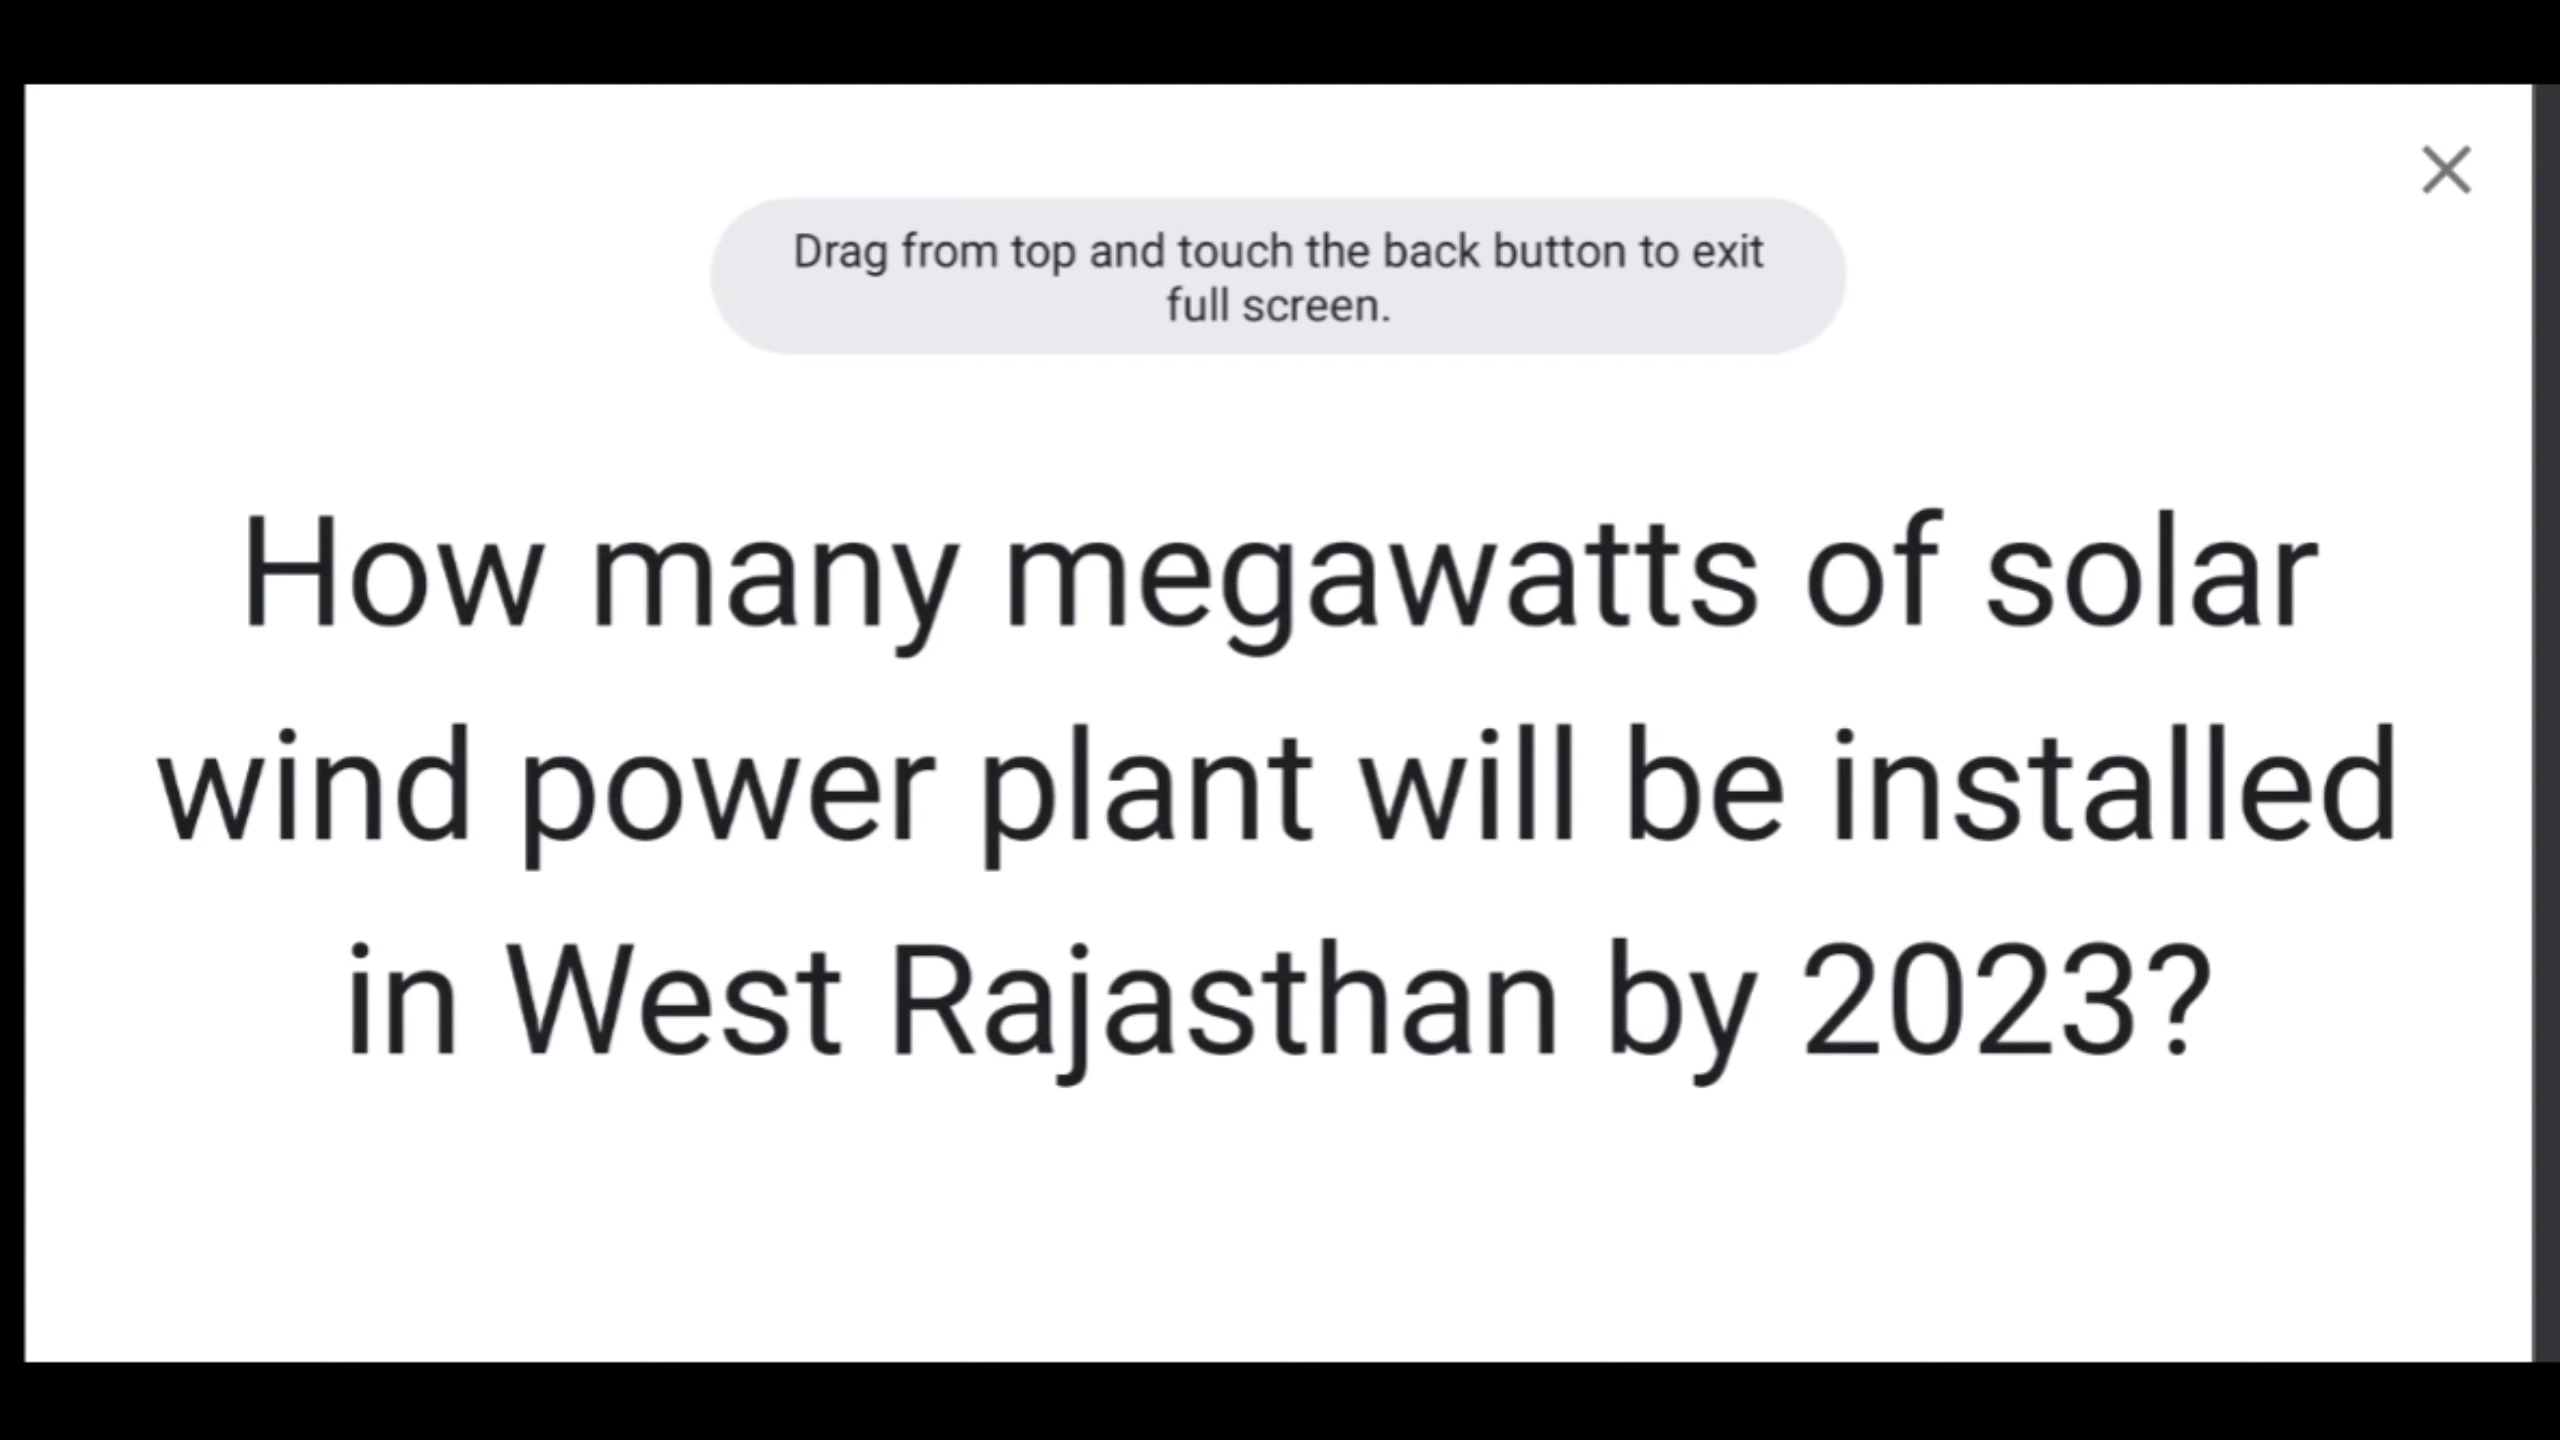 Drag from top and touch the back button to exit
full screen.
How many megawatts of solar
wind power plant will be installed
in West Rajasthan by 2023?